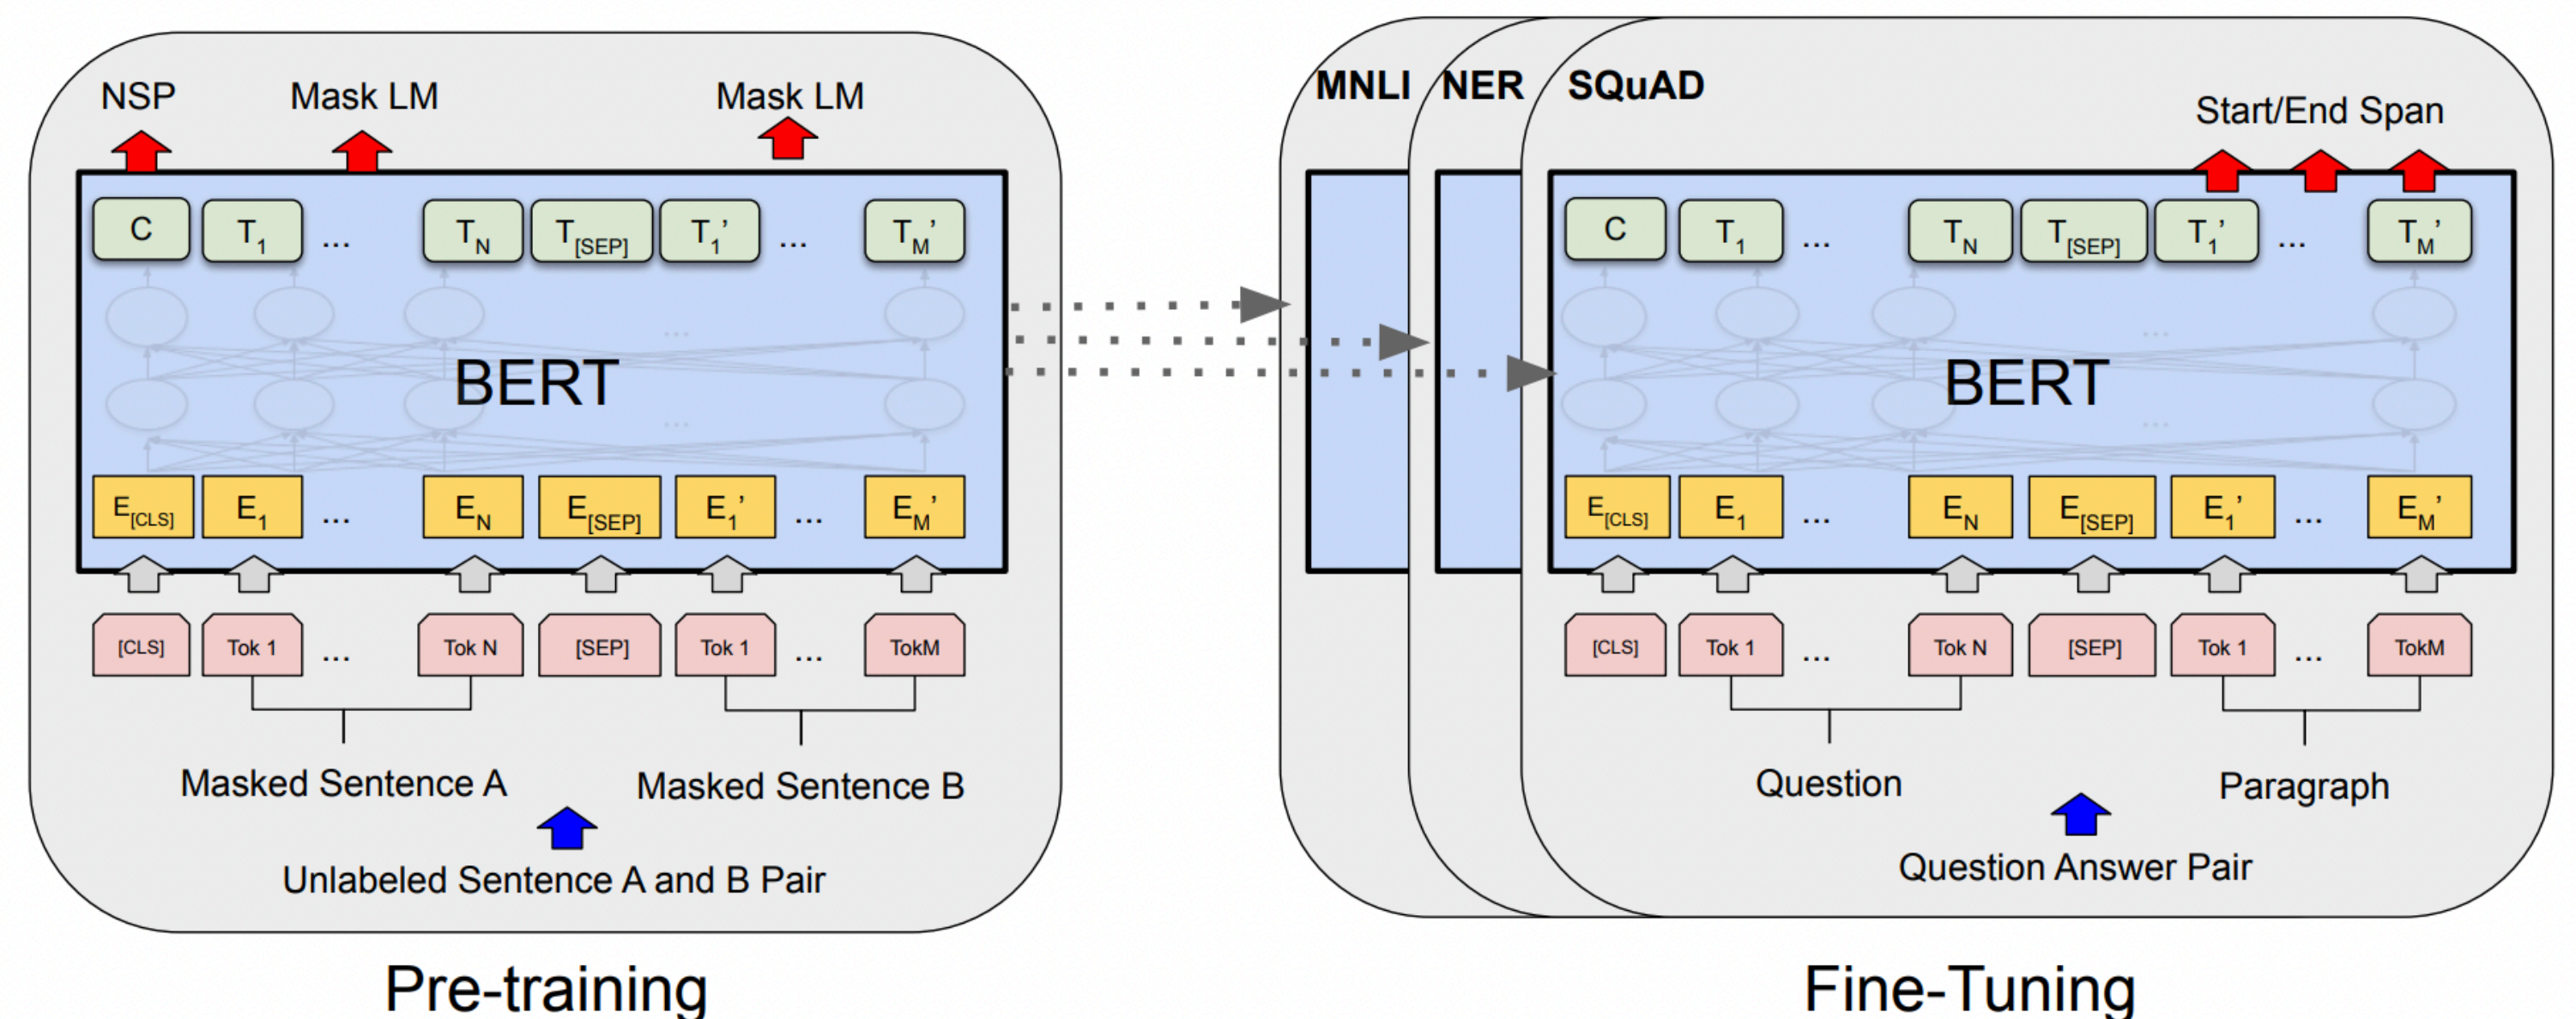 NSP Mask LM Mask LM
C T1 ... TN T[SEP] T1’ ... TM’
BERT
E[CLS] E1 ... EN E[SEP] E1’ ... EM’
[CLS] Tok 1 ... Tok N [SEP] Tok 1 ... TokM
Masked Sentence A Masked Sentence B
Unlabeled Sentence A and B Pair
Pre-training
MNLI NER SQuAD
Start/End Span
C T1 ... TN T[SEP] T1’ ... TM’
BERT
E[CLS] E1 ... EN E[SEP] E1’ ... EM’
[CLS] Tok 1 ... Tok N [SEP] Tok 1 ... TokM
Question Paragraph
Question Answer Pair
Fine-Tuning